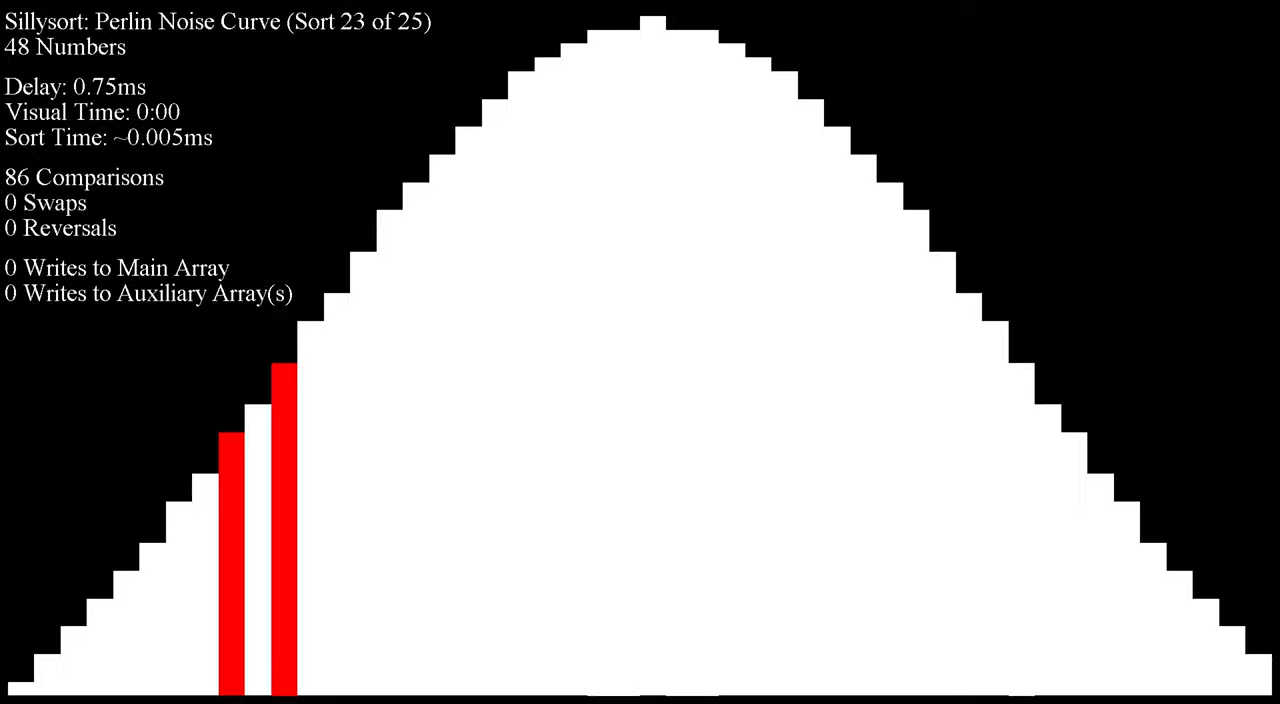 Sillysort: Perlin Noise Curve (Sort 23 of 25)
48 Numbers
Delay: 0.75ms
Visual Time: 0:00
Sort Time: ~0.005ms
86 Comparisons
0 Swaps
0 Reversals
0 Writes to Main Array
0 Writes to Auxiliary Array(s)